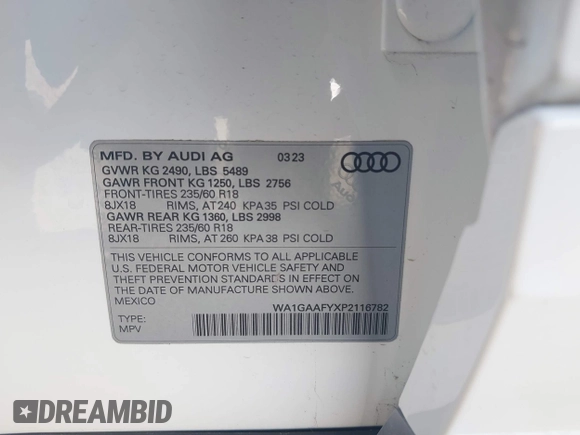 MFD. BY AUDI AG 03 23
GVWR KG 2490, LBS 5489
GAWR FRONT KG 1250, LBS 2756
FRONT-TIRES 235/60 R18
8JX18 RIMS, AT 240 KPA 35 PSI COLD
GAWR REAR KG 1360, LBS 2998
REAR-TIRES 235/60 R18
8JX18 RIMS, AT 260 KPA 38 PSI COLD
THIS VEHICLE CONFORMS TO ALL APPLICABLE
U.S. FEDERAL MOTOR VEHICLE SAFETY AND
THEFT PREVENTION STANDARDS IN EFFECT ON
THE DATE OF MANUFACTURE SHOWN ABOVE.
MEXICO
WA1GAAFYXP2116782
TYPE:
MPV
DREAMBID